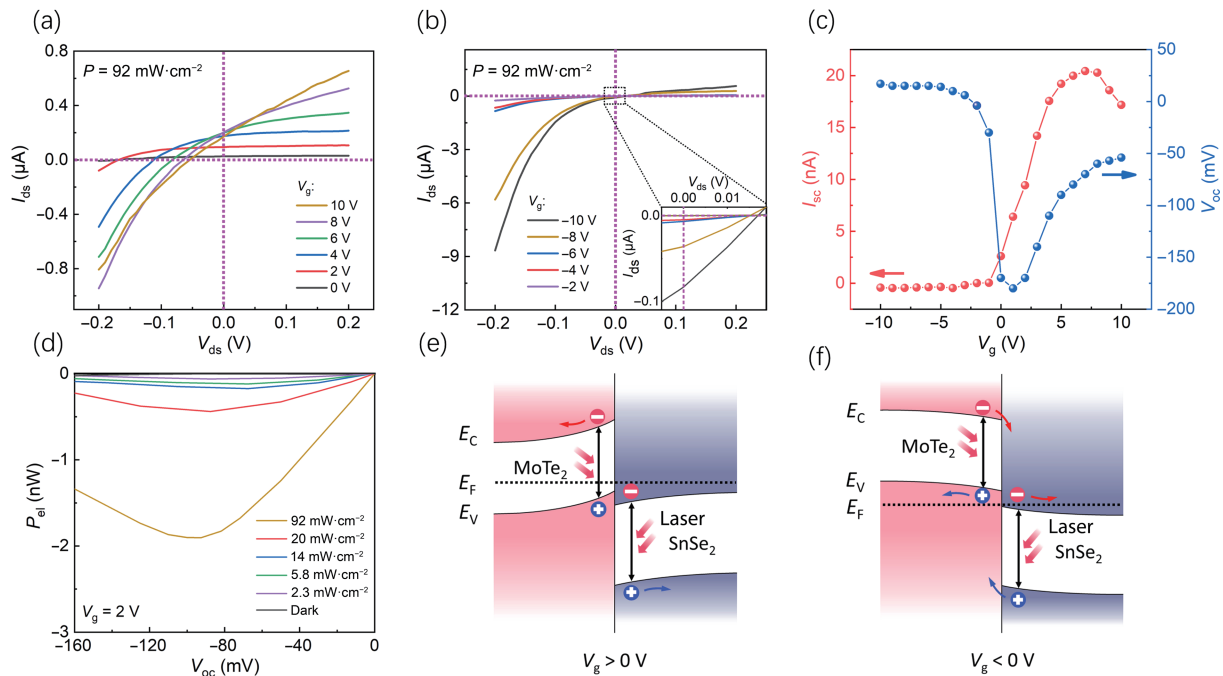 (a)
P = 92 mW·cm⁻²
0.8
0.4
0.0
−0.4
−0.8
I_ds (μA)
V_g:
10 V
8 V
6 V
4 V
2 V
0 V
−0.2
−0.1
0.0
0.1
0.2
V_ds (V)
(b)
P = 92 mW·cm⁻²
0
−3
−6
−9
−12
I_ds (μA)
V_g:
−10 V
−8 V
−6 V
−4 V
−2 V
V_ds (V)
0.00
0.01
0.0
−0.1
I_ds (μA)
−0.2
−0.1
0.0
0.1
0.2
V_ds (V)
(c)
20
15
10
5
0
I_sc (nA)
50
0
−50
−100
−150
−200
V_oc (mV)
−10
−5
0
5
10
V_g (V)
(d)
0
−1
−2
−3
P_el (nW)
92 mW·cm⁻²
20 mW·cm⁻²
14 mW·cm⁻²
5.8 mW·cm⁻²
2.3 mW·cm⁻²
Dark
V_g = 2 V
−160
−120
−80
−40
0
V_oc (mV)
(e)
E_C
MoTe₂
E_F
E_V
Laser
SnSe₂
V_g > 0 V
(f)
E_C
MoTe₂
E_V
E_F
Laser
SnSe₂
V_g < 0 V